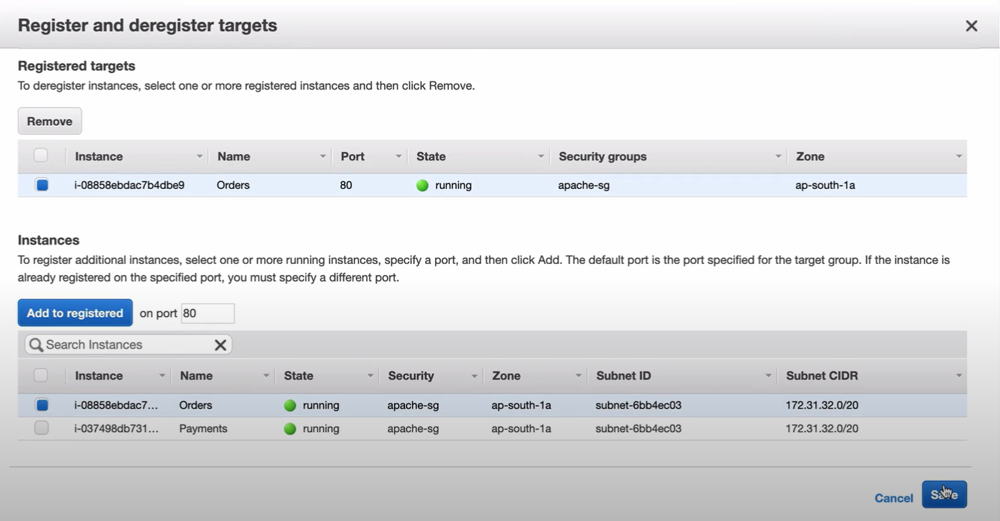 Register and deregister targets
Registered targets
To deregister instances, select one or more registered instances and then click Remove.
Remove
Instance Name Port State Security groups Zone
i-08858ebdac7b4dbe9 Orders 80 running apache-sg ap-south-1a
Instances
To register additional instances, select one or more running instances, specify a port, and then click Add. The default port is the port specified for the target group. If the instance is
already registered on the specified port, you must specify a different port.
Add to registered on port 80
Search Instances
Instance Name State Security Zone Subnet ID Subnet CIDR
i-08858ebdac7... Orders running apache-sg ap-south-1a subnet-6bb4ec03 172.31.32.0/20
i-037498db731... Payments running apache-sg ap-south-1a subnet-6bb4ec03 172.31.32.0/20
Cancel Save